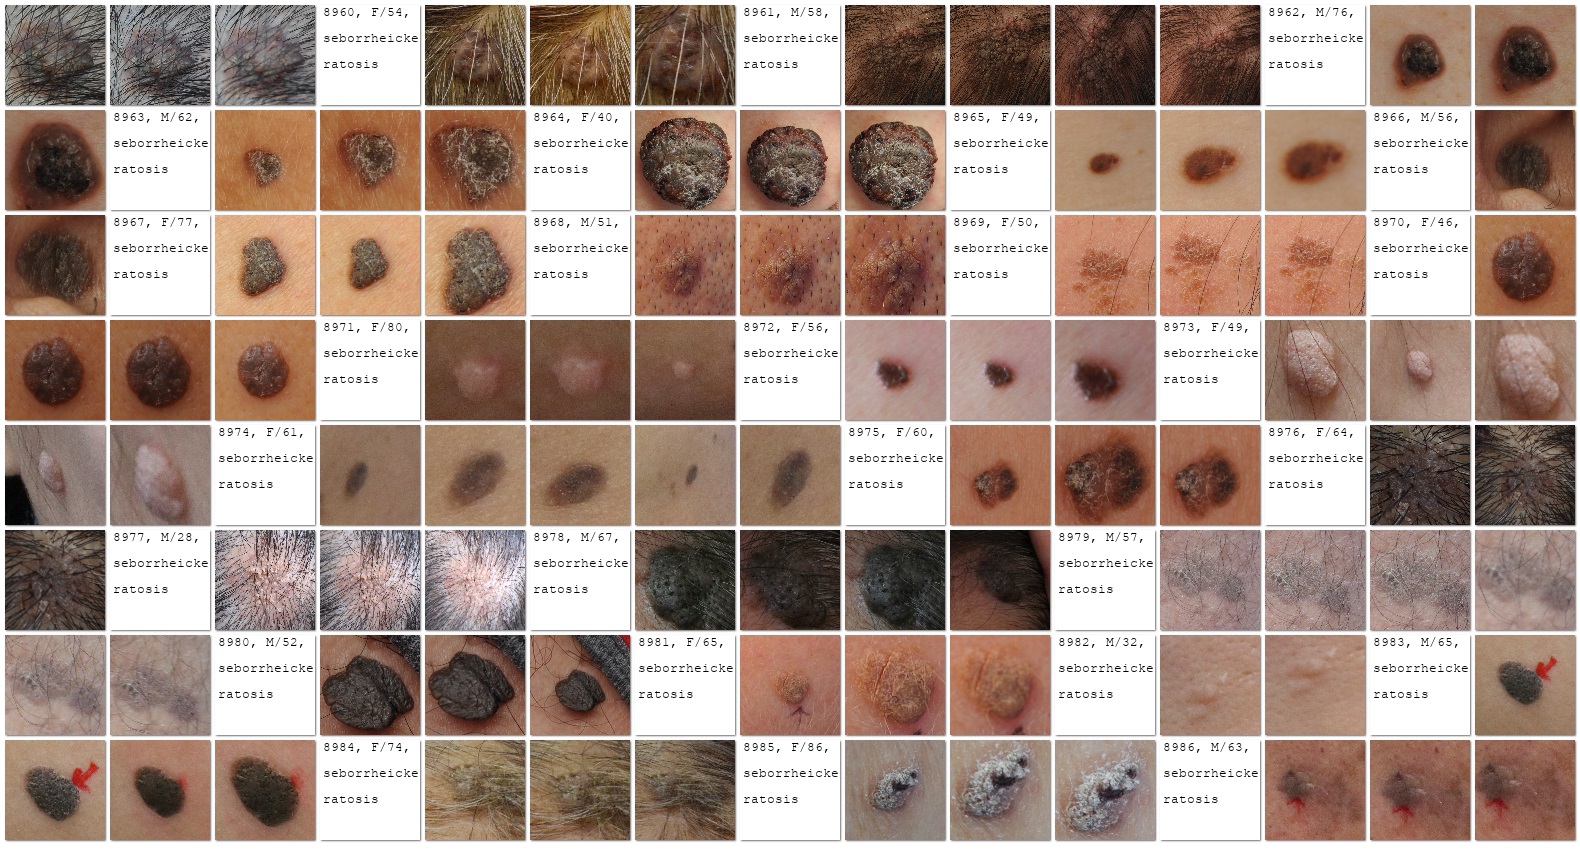 8960, F/54,
seborrheicke
ratosis
8961, M/58,
seborrheicke
ratosis
8962, M/76,
seborrheicke
ratosis
8963, M/62,
seborrheicke
ratosis
8964, F/40,
seborrheicke
ratosis
8965, F/49,
seborrheicke
ratosis
8966, M/56,
seborrheicke
ratosis
8967, F/77,
seborrheicke
ratosis
8968, M/51,
seborrheicke
ratosis
8969, F/50,
seborrheicke
ratosis
8970, F/46,
seborrheicke
ratosis
8971, F/80,
seborrheicke
ratosis
8972, F/56,
seborrheicke
ratosis
8973, F/49,
seborrheicke
ratosis
8974, F/61,
seborrheicke
ratosis
8975, F/60,
seborrheicke
ratosis
8976, F/64,
seborrheicke
ratosis
8977, M/28,
seborrheicke
ratosis
8978, M/67,
seborrheicke
ratosis
8979, M/57,
seborrheicke
ratosis
8980, M/52,
seborrheicke
ratosis
8981, F/65,
seborrheicke
ratosis
8982, M/32,
seborrheicke
ratosis
8983, M/65,
seborrheicke
ratosis
8984, F/74,
seborrheicke
ratosis
8985, F/86,
seborrheicke
ratosis
8986, M/63,
seborrheicke
ratosis